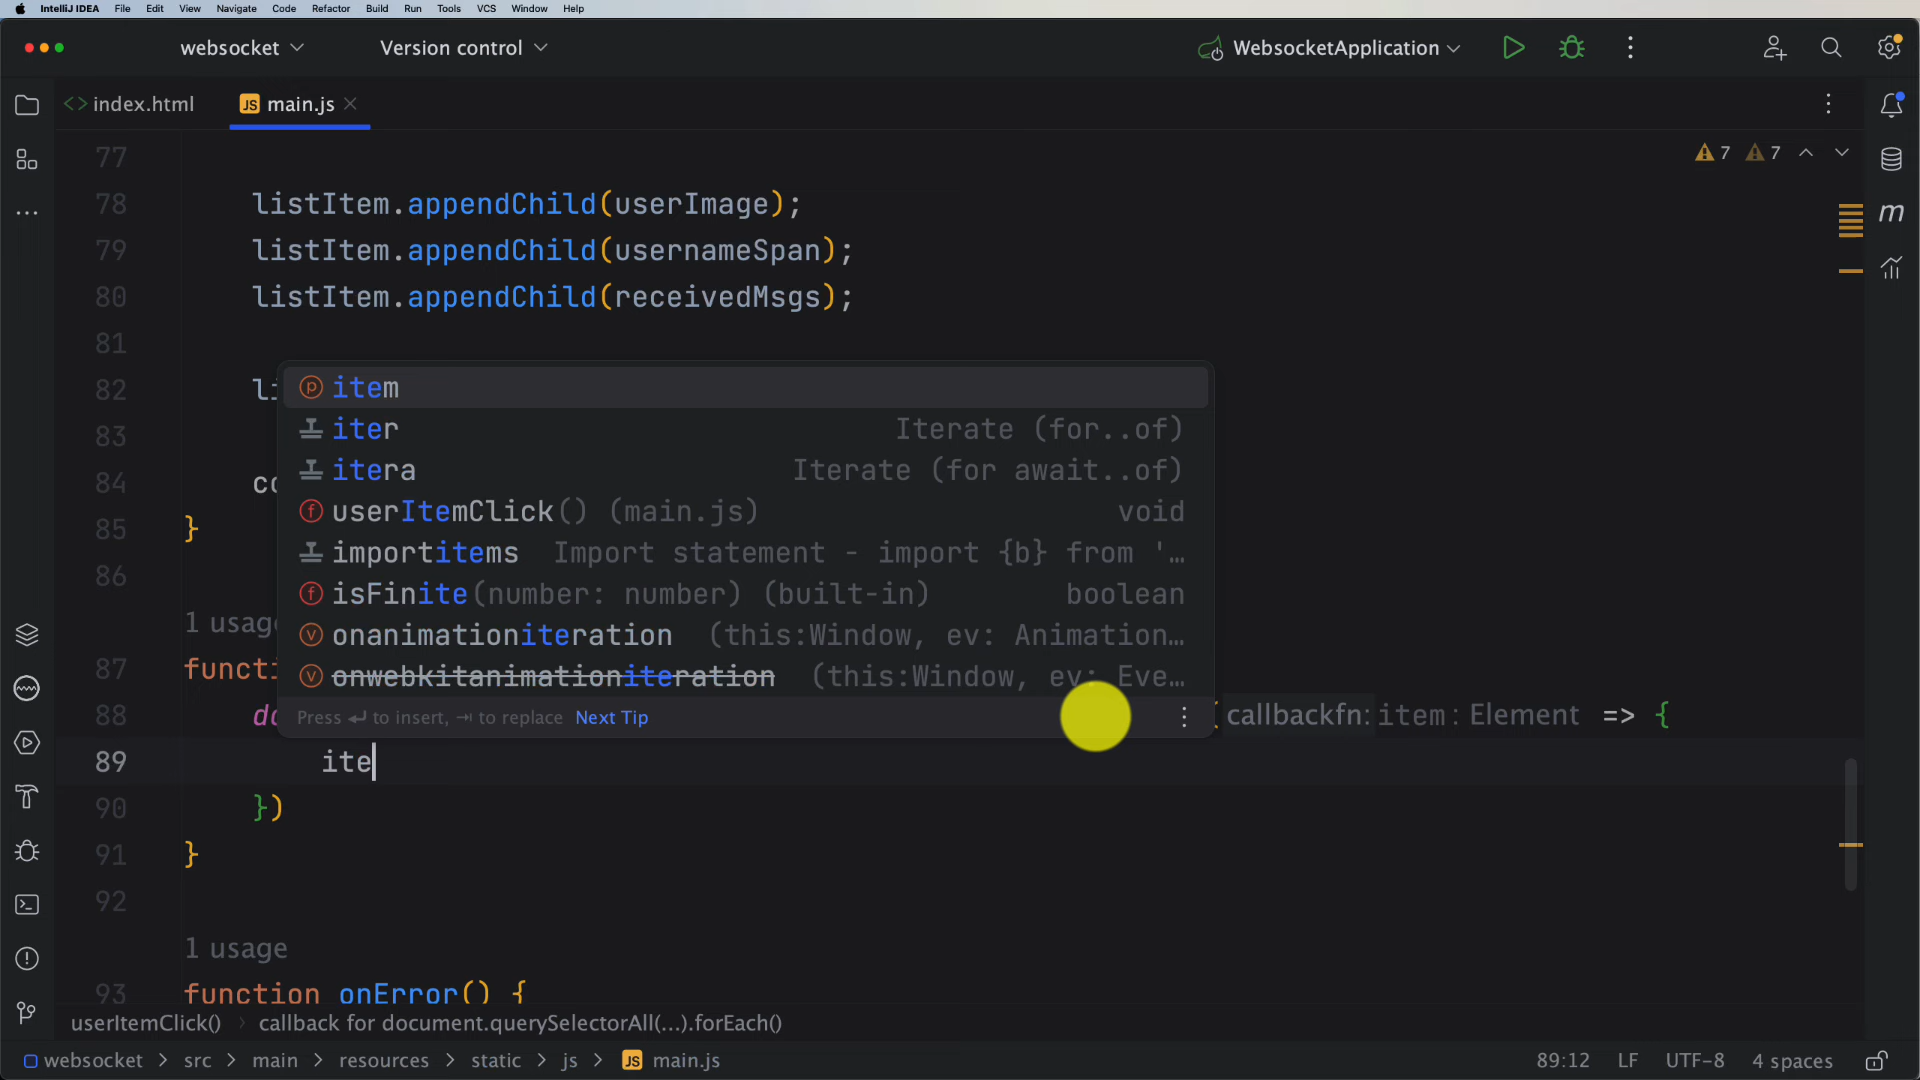 IntelliJ IDEA File Edit View Navigate Code Refactor Build Run Tools VCS Window Help
websocket Version control WebsocketApplication
<> index.html JS main.js
77 7 7
78 listItem.appendChild(userImage);
79 listItem.appendChild(usernameSpan);
80 listItem.appendChild(receivedMsgs);
81
item
82 li
iter Iterate (for..of)
83
itera Iterate (for await..of)
84 co
userItemClick() (main.js) void
85 }
importitems Import statement - import {b} from '…
86
isFinite(number: number) (built-in) boolean
1 usag
onanimationiteration (this:Window, ev: Animation…
87 functi
onwebkitanimationiteration (this:Window, ev: Eve…
88 do ( callbackfn: item : Element => {
Press ↵ to insert, ⇥ to replace Next Tip
89 ite
90 })
91 }
92
1 usage
93 function onError() {
userItemClick() › callback for document.querySelectorAll(...).forEach()
websocket > src > main > resources > static > js > JS main.js 89:12 LF UTF-8 4 spaces